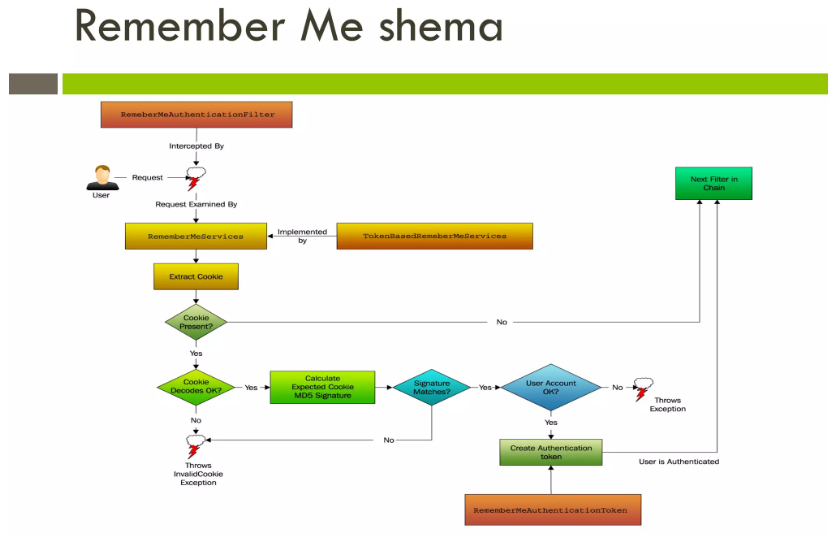 Remember Me shema
RemeberMeAuthenticationFilter
Intercepted By
Request
User
Request Examined By
Next Filter in
Chain
RememberMeServices
Implemented
by
TokenBasedRemeberMeServices
Extract Cookie
Cookie
Present?
No
Yes
Cookie
Decodes OK?
Yes
Calculate
Expected Cookie
MD5 Signature
Signature
Matches?
Yes
User Account
OK?
No
Throws
Exception
No
No
Yes
Throws
InvalidCookie
Exception
Create Authentication
token
User is Authenticated
RememberMeAuthenticationToken